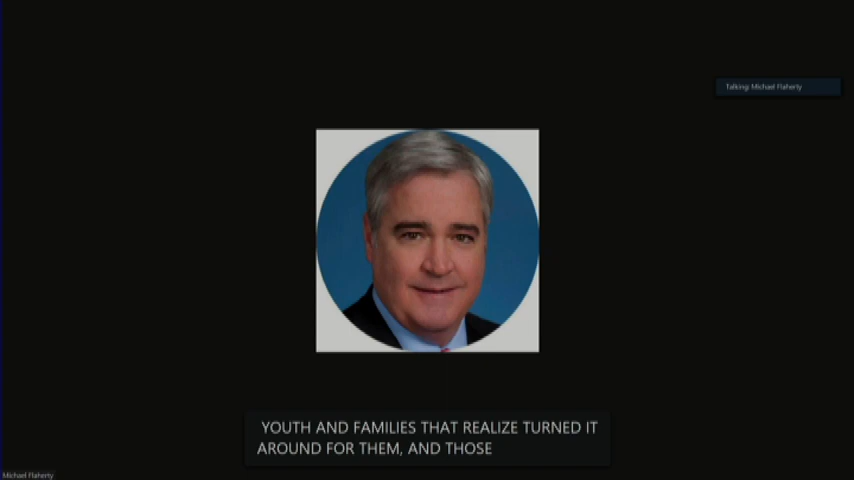 Talking: Michael Flaherty
YOUTH AND FAMILIES THAT REALIZE TURNED IT
AROUND FOR THEM, AND THOSE
Michael Flaherty